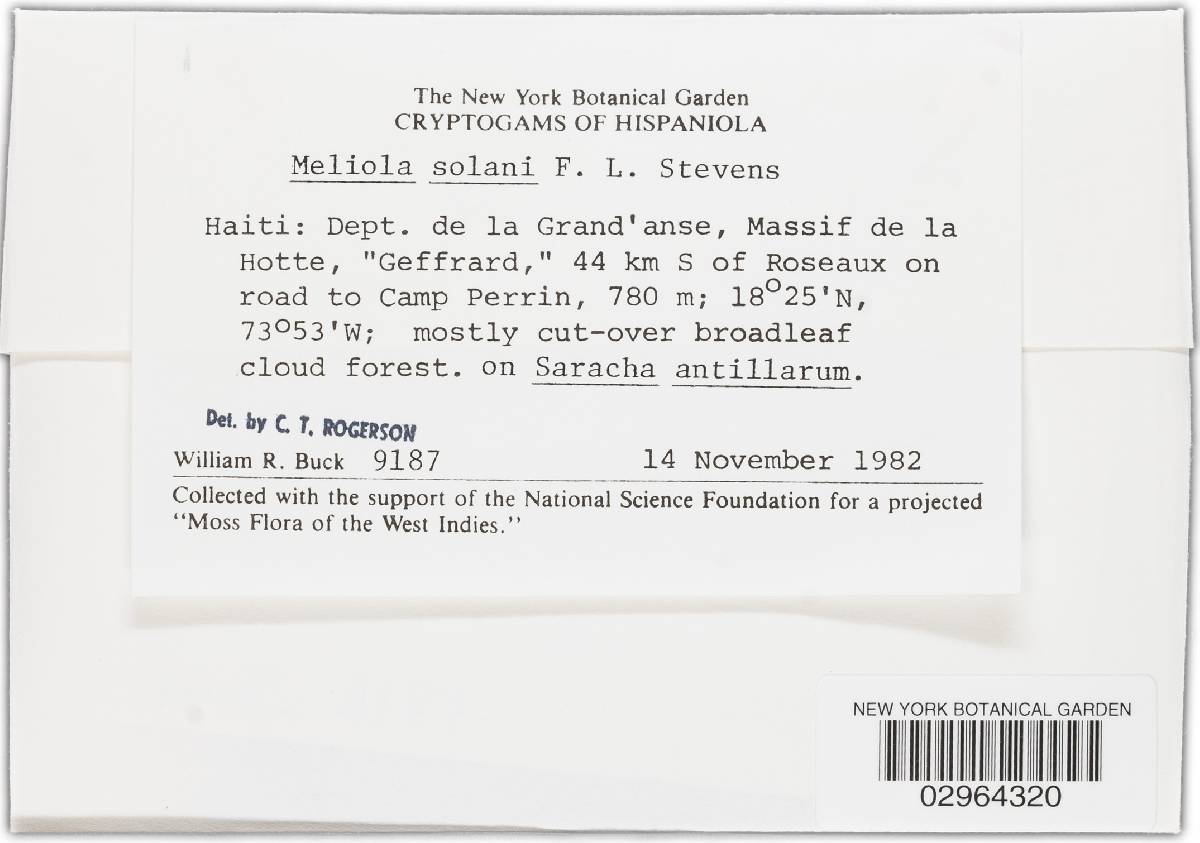 The New York Botanical Garden
CRYPTOGAMS OF HISPANIOLA
Meliola solani F. L. Stevens
Haiti: Dept. de la Grand'anse, Massif de la
Hotte, "Geffrard," 44 km S of Roseaux on
road to Camp Perrin, 780 m; 18°25'N,
73°53'W; mostly cut-over broadleaf
cloud forest. on Saracha antillarum.
Det. by C. T. ROGERSON
William R. Buck 9187 14 November 1982
Collected with the support of the National Science Foundation for a projected
“Moss Flora of the West Indies.”
NEW YORK BOTANICAL GARDEN
02964320